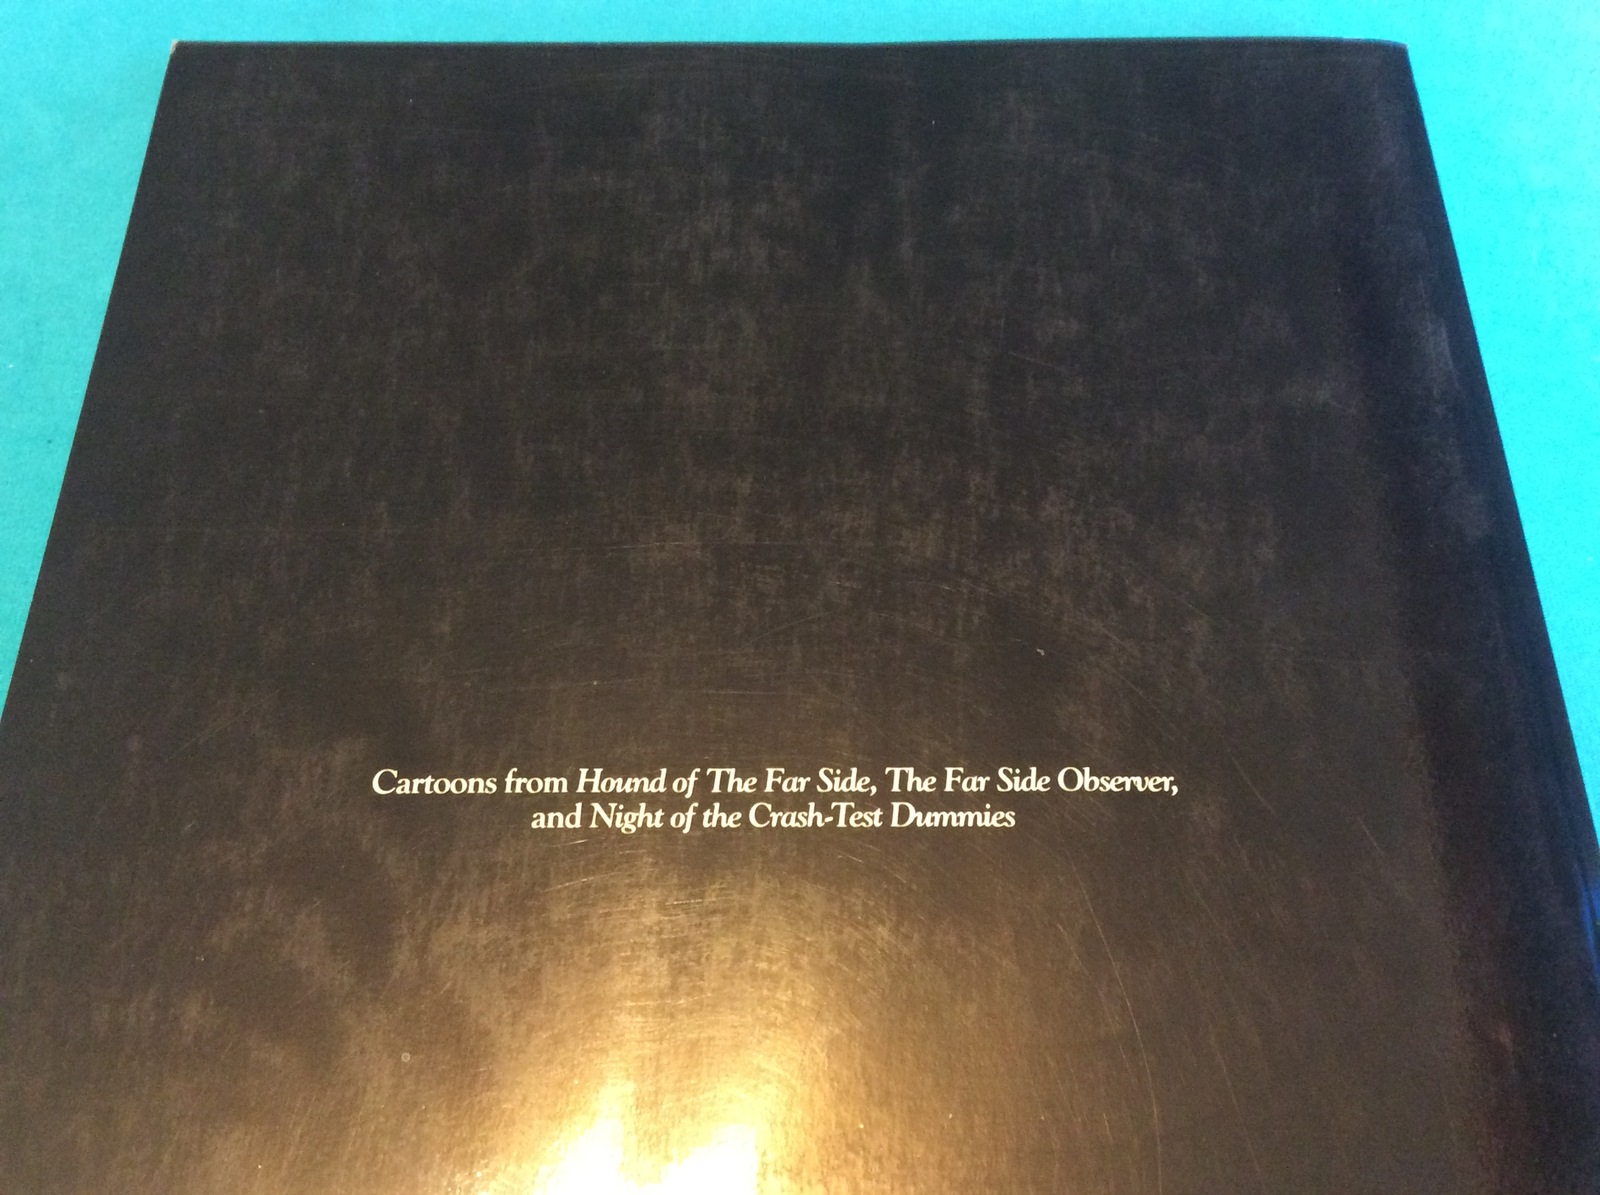 Cartoons from Hound of The Far Side, The Far Side Observer,
and Night of the Crash-Test Dummies